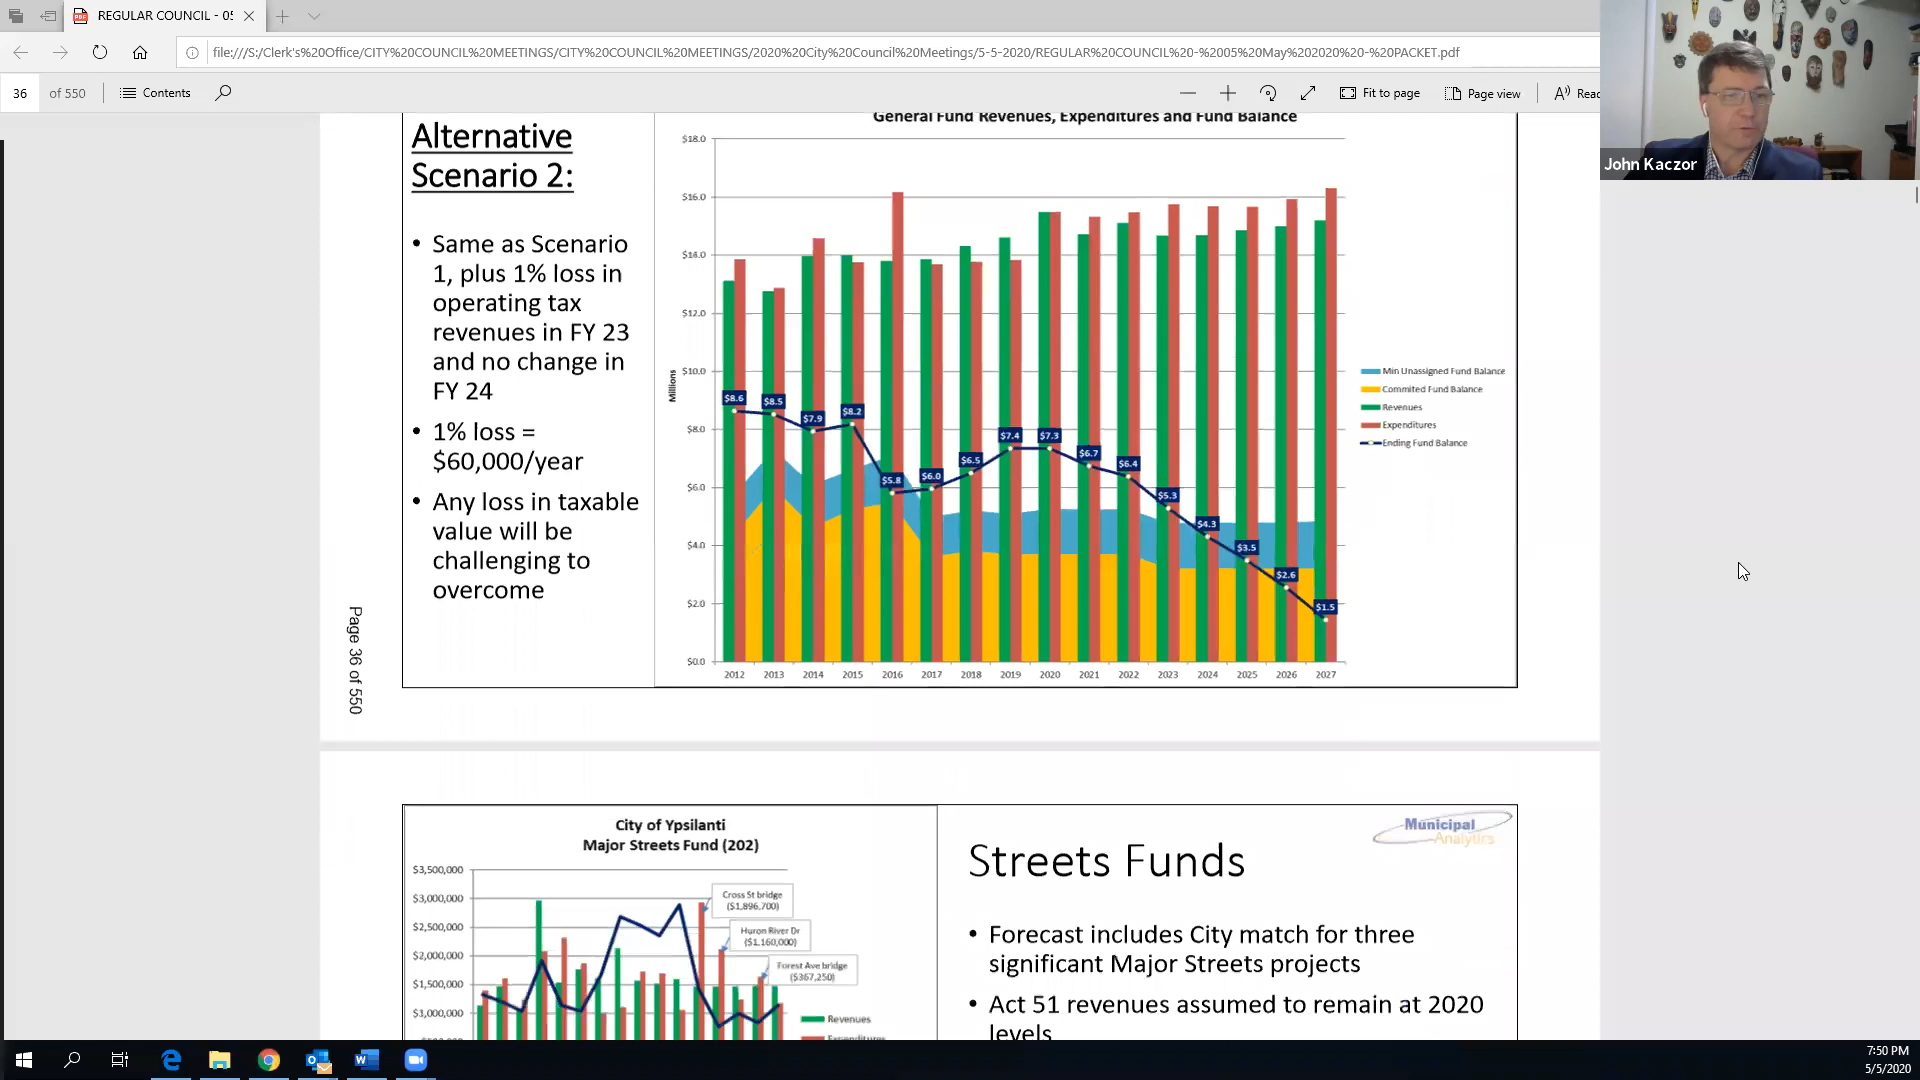 REGULAR COUNCIL - 05
file:///S:/Clerk's%20Office/CITY%20COUNCIL%20MEETINGS/CITY%20COUNCIL%20MEETINGS/2020%20City%20Council%20Meetings/5-5-2020/REGULAR%20COUNCIL%20-%2005%20May%202020%20-%20PACKET.pdf
36 of 550 Contents Fit to page Page view Read
John Kaczor
Alternative
Scenario 2:
• Same as Scenario
1, plus 1% loss in
operating tax
revenues in FY 23
and no change in
FY 24
• 1% loss =
$60,000/year
• Any loss in taxable
value will be
challenging to
overcome
Page 36 of 550
General Fund Revenues, Expenditures and Fund Balance
Millions
$18.0
$16.0
$14.0
$12.0
$10.0
$8.0
$6.0
$4.0
$2.0
$0.0
$8.6 $8.5 $7.9 $8.2 $5.8 $6.0 $6.5 $7.4 $7.3 $6.7 $6.4 $5.3 $4.3 $3.5 $2.6 $1.5
2012 2013 2014 2015 2016 2017 2018 2019 2020 2021 2022 2023 2024 2025 2026 2027
Min Unassigned Fund Balance
Commited Fund Balance
Revenues
Expenditures
Ending Fund Balance
City of Ypsilanti
Major Streets Fund (202)
$3,500,000
$3,000,000
$2,500,000
$2,000,000
$1,500,000
$1,000,000
Cross St bridge
($1,896,700)
Huron River Dr
($1,160,000)
Forest Ave bridge
($367,250)
Revenues
Expenditures
Municipal
Analytics
Streets Funds
• Forecast includes City match for three
significant Major Streets projects
• Act 51 revenues assumed to remain at 2020
levels
7:50 PM
5/5/2020